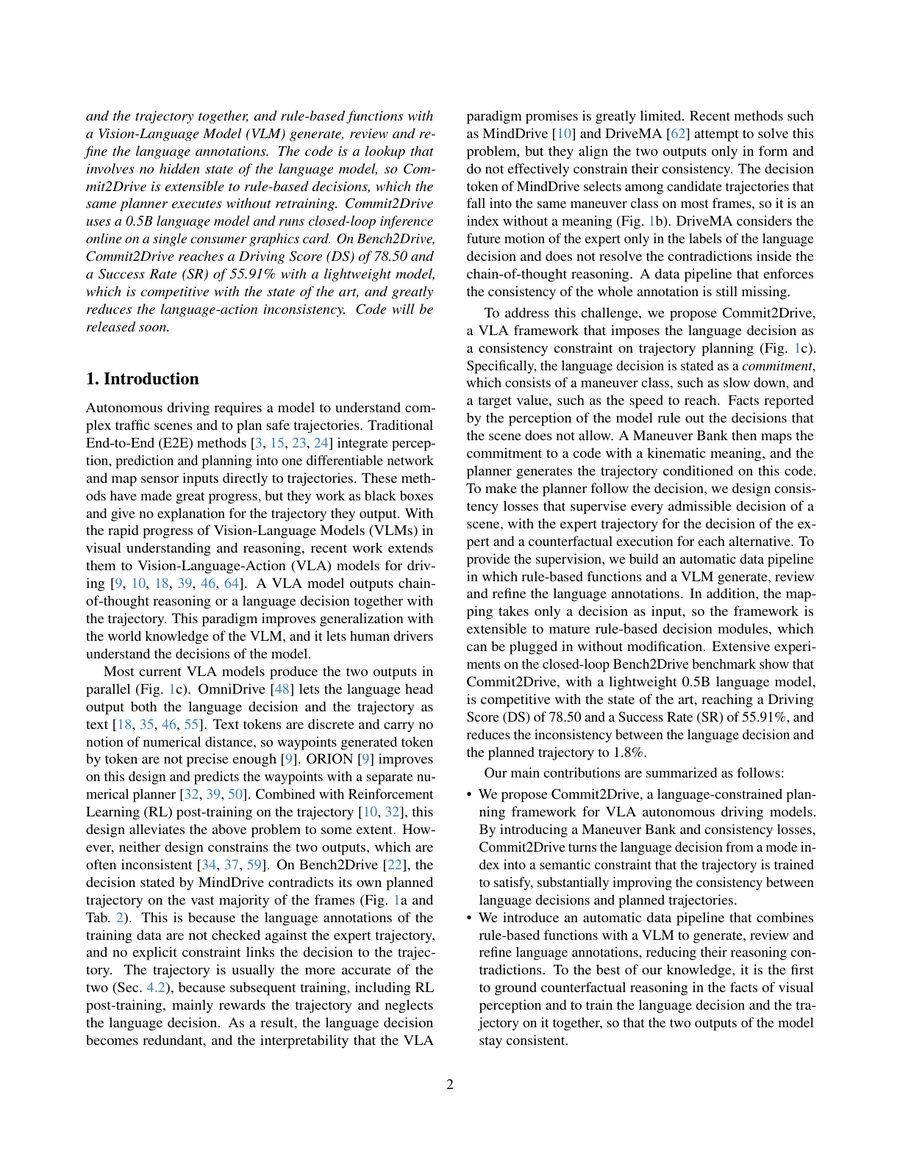 and the trajectory together, and rule-based functions with
a Vision-Language Model (VLM) generate, review and re-
fine the language annotations. The code is a lookup that
involves no hidden state of the language model, so Com-
mit2Drive is extensible to rule-based decisions, which the
same planner executes without retraining. Commit2Drive
uses a 0.5B language model and runs closed-loop inference
online on a single consumer graphics card. On Bench2Drive,
Commit2Drive reaches a Driving Score (DS) of 78.50 and
a Success Rate (SR) of 55.91% with a lightweight model,
which is competitive with the state of the art, and greatly
reduces the language-action inconsistency. Code will be
released soon.
1. Introduction
Autonomous driving requires a model to understand com-
plex traffic scenes and to plan safe trajectories. Traditional
End-to-End (E2E) methods [3, 15, 23, 24] integrate percep-
tion, prediction and planning into one differentiable network
and map sensor inputs directly to trajectories. These meth-
ods have made great progress, but they work as black boxes
and give no explanation for the trajectory they output. With
the rapid progress of Vision-Language Models (VLMs) in
visual understanding and reasoning, recent work extends
them to Vision-Language-Action (VLA) models for driv-
ing [9, 10, 18, 39, 46, 64]. A VLA model outputs chain-
of-thought reasoning or a language decision together with
the trajectory. This paradigm improves generalization with
the world knowledge of the VLM, and it lets human drivers
understand the decisions of the model.
Most current VLA models produce the two outputs in
parallel (Fig. 1c). OmniDrive [48] lets the language head
output both the language decision and the trajectory as
text [18, 35, 46, 55]. Text tokens are discrete and carry no
notion of numerical distance, so waypoints generated token
by token are not precise enough [9]. ORION [9] improves
on this design and predicts the waypoints with a separate nu-
merical planner [32, 39, 50]. Combined with Reinforcement
Learning (RL) post-training on the trajectory [10, 32], this
design alleviates the above problem to some extent. How-
ever, neither design constrains the two outputs, which are
often inconsistent [34, 37, 59]. On Bench2Drive [22], the
decision stated by MindDrive contradicts its own planned
trajectory on the vast majority of the frames (Fig. 1a and
Tab. 2). This is because the language annotations of the
training data are not checked against the expert trajectory,
and no explicit constraint links the decision to the trajec-
tory. The trajectory is usually the more accurate of the
two (Sec. 4.2), because subsequent training, including RL
post-training, mainly rewards the trajectory and neglects
the language decision. As a result, the language decision
becomes redundant, and the interpretability that the VLA
paradigm promises is greatly limited. Recent methods such
as MindDrive [10] and DriveMA [62] attempt to solve this
problem, but they align the two outputs only in form and
do not effectively constrain their consistency. The decision
token of MindDrive selects among candidate trajectories that
fall into the same maneuver class on most frames, so it is an
index without a meaning (Fig. 1b). DriveMA considers the
future motion of the expert only in the labels of the language
decision and does not resolve the contradictions inside the
chain-of-thought reasoning. A data pipeline that enforces
the consistency of the whole annotation is still missing.
To address this challenge, we propose Commit2Drive,
a VLA framework that imposes the language decision as
a consistency constraint on trajectory planning (Fig. 1c).
Specifically, the language decision is stated as a commitment,
which consists of a maneuver class, such as slow down, and
a target value, such as the speed to reach. Facts reported
by the perception of the model rule out the decisions that
the scene does not allow. A Maneuver Bank then maps the
commitment to a code with a kinematic meaning, and the
planner generates the trajectory conditioned on this code.
To make the planner follow the decision, we design consis-
tency losses that supervise every admissible decision of a
scene, with the expert trajectory for the decision of the ex-
pert and a counterfactual execution for each alternative. To
provide the supervision, we build an automatic data pipeline
in which rule-based functions and a VLM generate, review
and refine the language annotations. In addition, the map-
ping takes only a decision as input, so the framework is
extensible to mature rule-based decision modules, which
can be plugged in without modification. Extensive experi-
ments on the closed-loop Bench2Drive benchmark show that
Commit2Drive, with a lightweight 0.5B language model,
is competitive with the state of the art, reaching a Driving
Score (DS) of 78.50 and a Success Rate (SR) of 55.91%, and
reduces the inconsistency between the language decision and
the planned trajectory to 1.8%.
Our main contributions are summarized as follows:
• We propose Commit2Drive, a language-constrained plan-
ning framework for VLA autonomous driving models.
By introducing a Maneuver Bank and consistency losses,
Commit2Drive turns the language decision from a mode in-
dex into a semantic constraint that the trajectory is trained
to satisfy, substantially improving the consistency between
language decisions and planned trajectories.
• We introduce an automatic data pipeline that combines
rule-based functions with a VLM to generate, review and
refine language annotations, reducing their reasoning con-
tradictions. To the best of our knowledge, it is the first
to ground counterfactual reasoning in the facts of visual
perception and to train the language decision and the tra-
jectory on it together, so that the two outputs of the model
stay consistent.
2